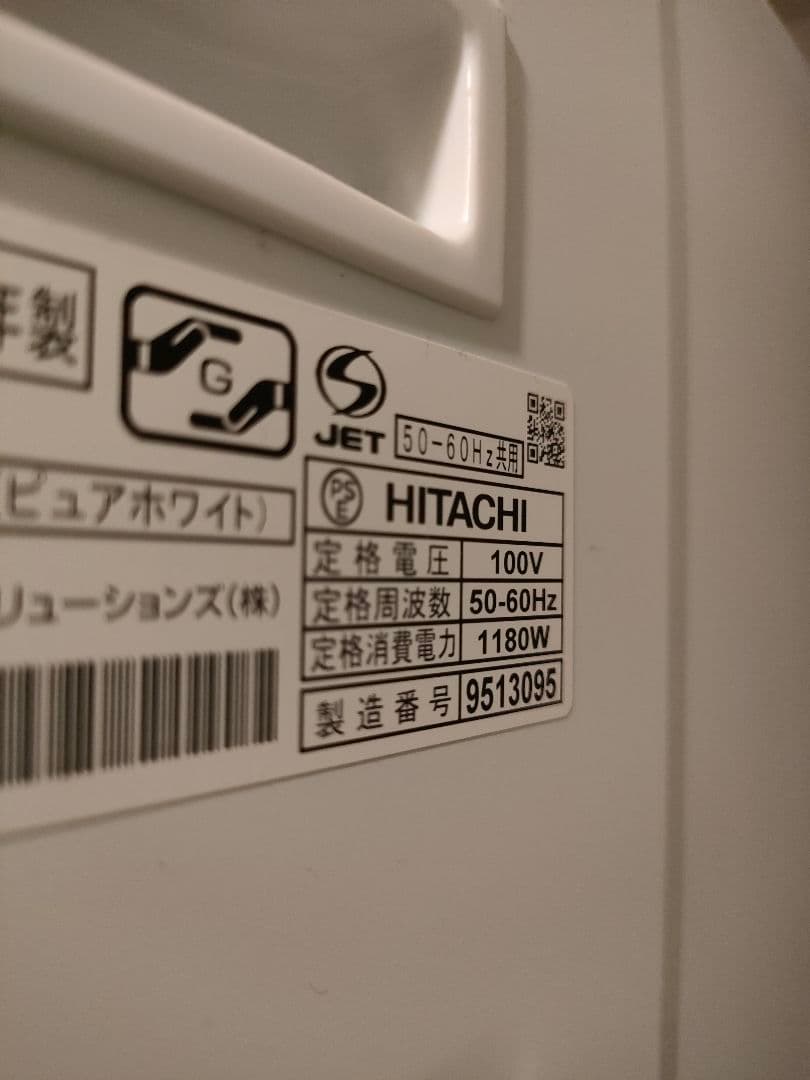 年製
G
JET
50-60Hz共用
PSE
HITACHI
(ピュアホワイト)
定格電圧 100V
リューションズ(株)
定格周波数 50-60Hz
定格消費電力 1180W
製造番号 9513095